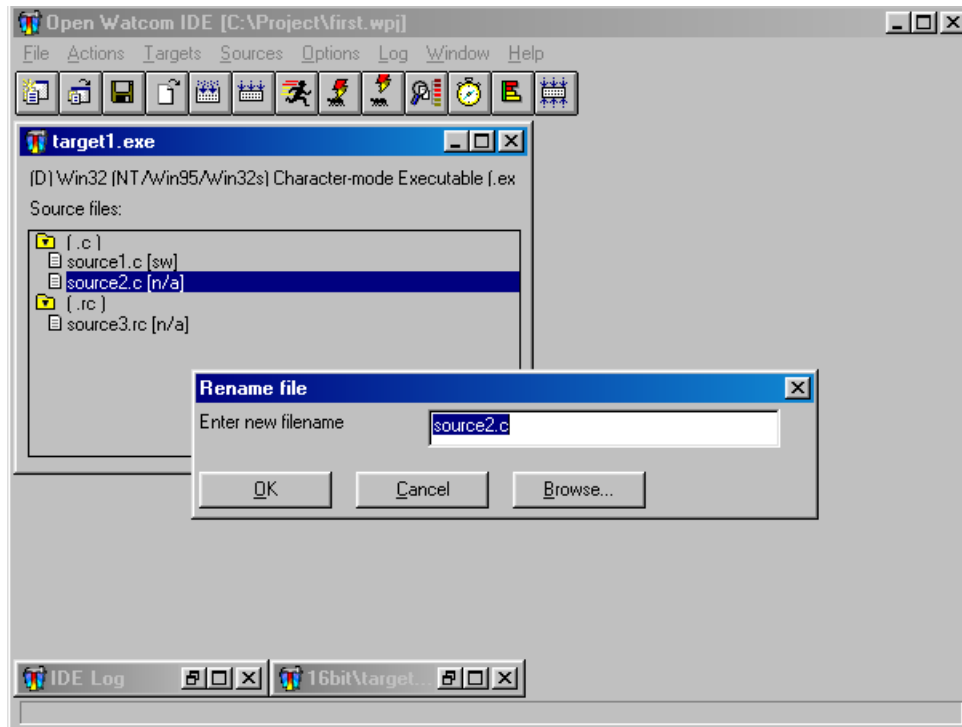 Open Watcom IDE [C:\Project\first.wpj]
File Actions Targets Sources Options Log Window Help
target1.exe
(D) Win32 (NT/Win95/Win32s) Character-mode Executable (.ex
Source files:
( .c )
source1.c [sw]
source2.c [n/a]
( .rc )
source3.rc [n/a]
Rename file
Enter new filename source2.c
OK Cancel Browse...
IDE Log 16bit\target...